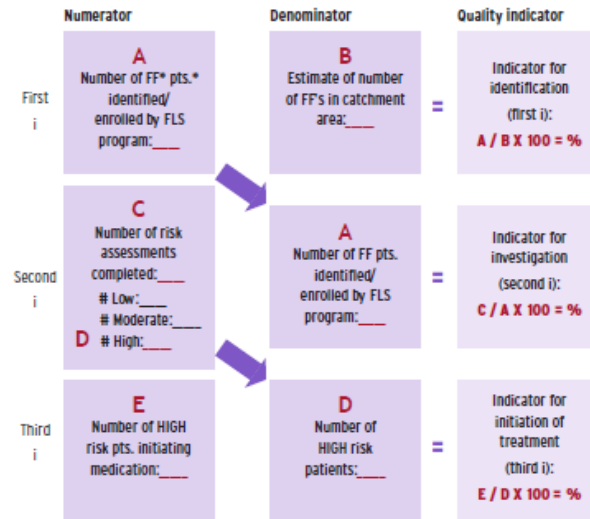 Numerator
Denominator
Quality indicator
First
i
A
Number of FF* pts.*
identified/
enrolled by FLS
program:____
B
Estimate of number
of FF's in catchment
area:____
=
Indicator for
identification
(first i):
A / B X 100 = %
Second
i
C
Number of risk
assessments
completed:____
# Low:____
# Moderate:____
D # High:____
A
Number of FF pts.
identified/
enrolled by FLS
program:____
=
Indicator for
investigation
(second i):
C / A X 100 = %
Third
i
E
Number of HIGH
risk pts. initiating
medication:____
D
Number of
HIGH risk
patients:____
=
Indicator for
initiation of
treatment
(third i):
E / D X 100 = %